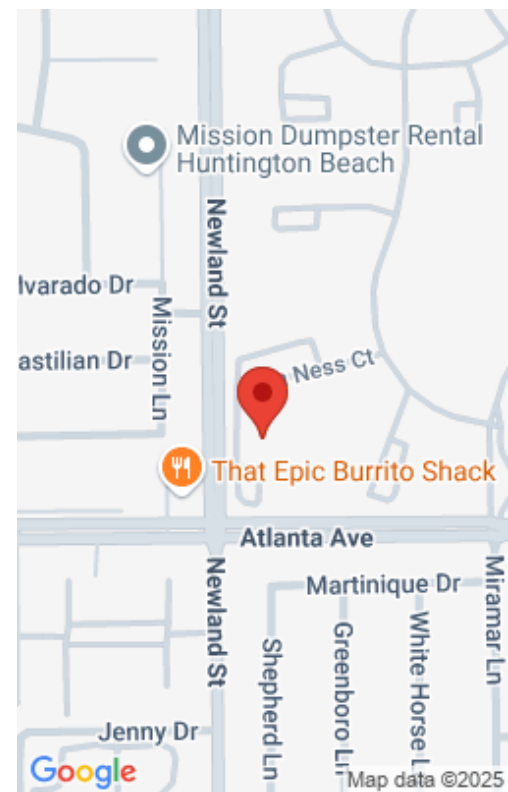 Mission Dumpster Rental
Huntington Beach
Newland St
lvarado Dr
Mission Ln
astilian Dr
Ness Ct
That Epic Burrito Shack
Atlanta Ave
Newland St
Martinique Dr
Miramar Ln
Shepherd Ln
Greenboro Ln
White Horse L
Jenny Dr
Google
Map data ©2025